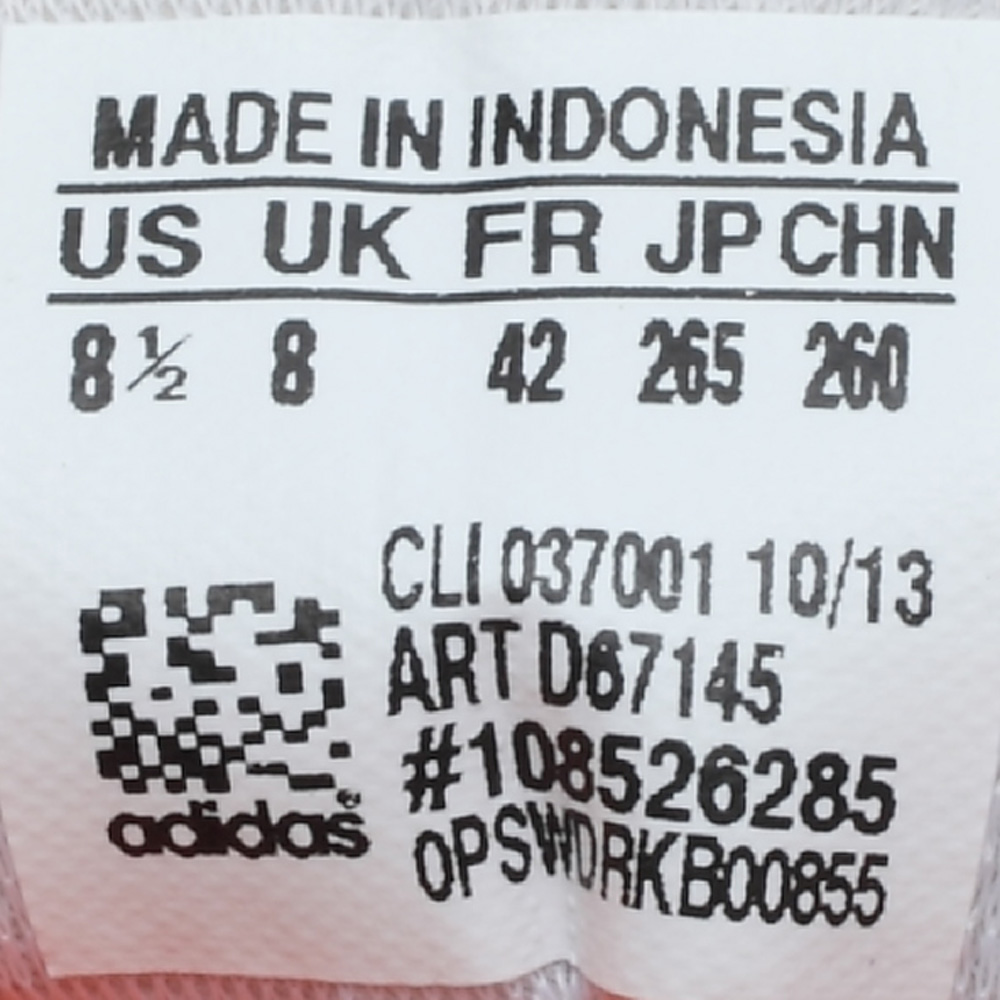 MADE IN INDONESIA
US UK FR JP CHN
8 ½ 8 42 265 260
CLI 037001 10/13
ART D67145
#108526285
adidas®
OPSWDRKB00855